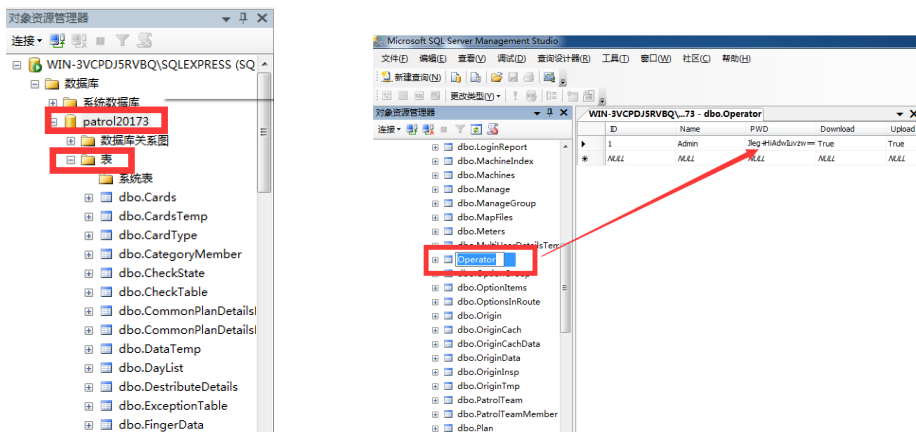 对象资源管理器
连接
WIN-3VCPDJ5RVBQ\SQLEXPRESS (SQ
数据库
系统数据库
patrol20173
数据库关系图
表
系统表
dbo.Cards
dbo.CardsTemp
dbo.CardType
dbo.CategoryMember
dbo.CheckState
dbo.CheckTable
dbo.CommonPlanDetailsI
dbo.CommonPlanDetailsI
dbo.DataTemp
dbo.DayList
dbo.DestributeDetails
dbo.ExceptionTable
dbo.FingerData
Microsoft SQL Server Management Studio
文件(F) 编辑(E) 查看(V) 调试(D) 查询设计器(R) 工具(T) 窗口(W) 社区(C) 帮助(H)
新建查询(N)
更改类型(Y)
对象资源管理器
连接
dbo.LoginReport
dbo.MachineIndex
dbo.Machines
dbo.Manage
dbo.ManageGroup
dbo.MapFiles
dbo.Meters
dbo.MultiUserDetailsTem
Operator
dbo.OptionGroup
dbo.OptionItems
dbo.OptionsInRoute
dbo.Origin
dbo.OriginCach
dbo.OriginCachData
dbo.OriginData
dbo.OriginInsp
dbo.OriginTmp
dbo.PatrolTeam
dbo.PatrolTeamMember
dbo.Plan
WIN-3VCPDJ5RVBQ\...73 - dbo.Operator
ID Name PWD Download Upload
1 Admin True True
NULL NULL NULL NULL NULL